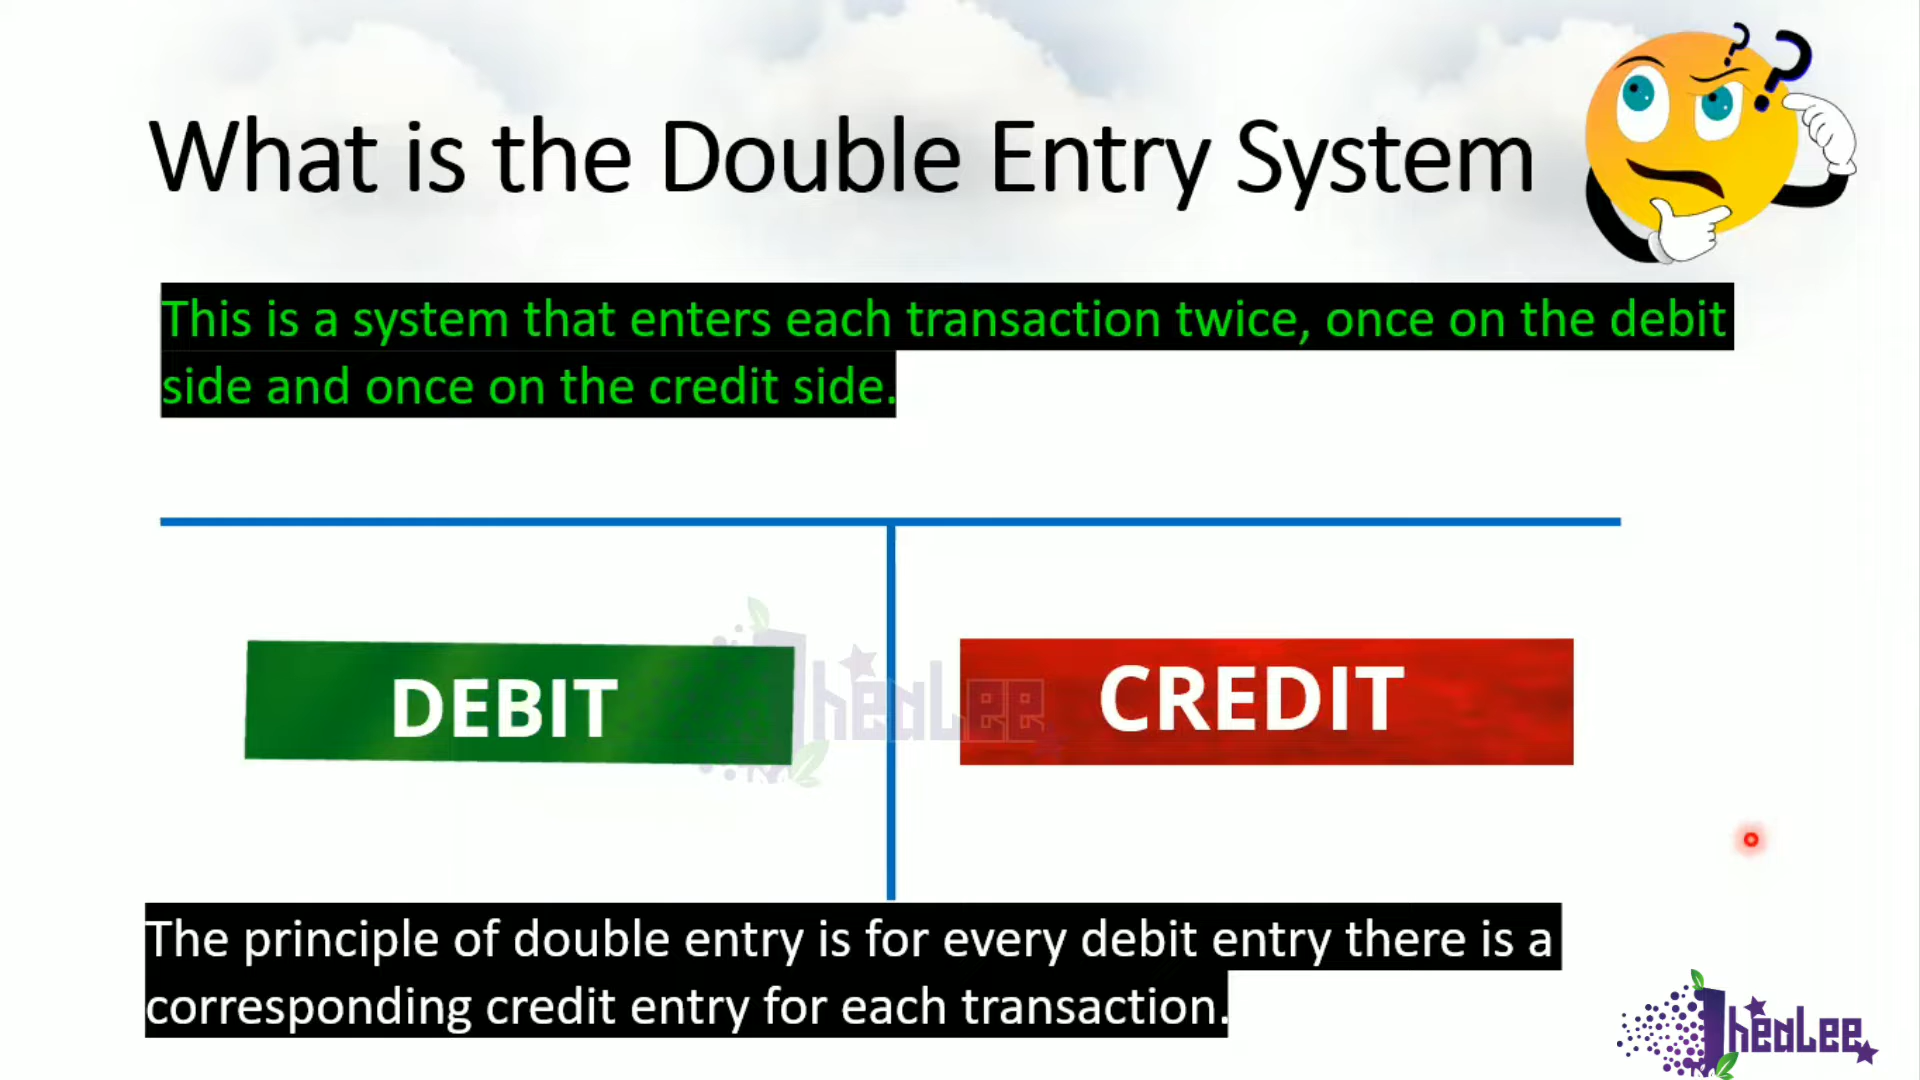 What is the Double Entry System
This is a system that enters each transaction twice, once on the debit
side and once on the credit side.
DEBIT
CREDIT
JhedLee
The principle of double entry is for every debit entry there is a
corresponding credit entry for each transaction.
JhedLee